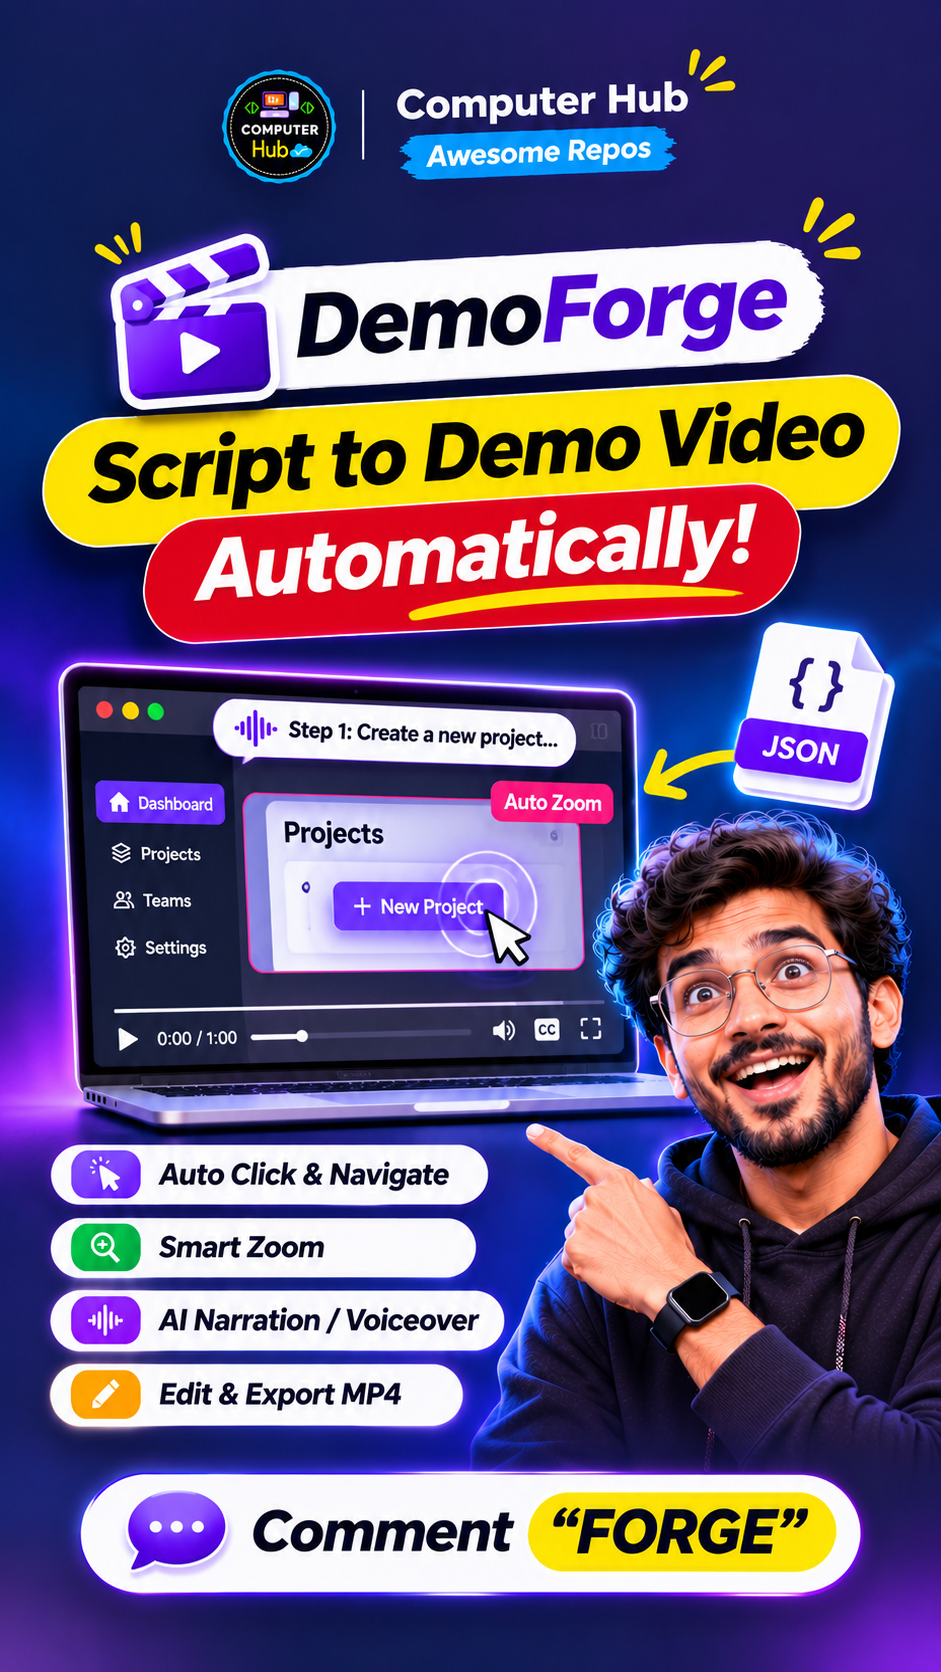 COMPUTER
Hub
Computer Hub
Awesome Repos
DemoForge
Script to Demo Video
Automatically!
{}
JSON
Step 1: Create a new project...
Auto Zoom
Dashboard
Projects
Projects
Teams
+ New Project
Settings
0:00 / 1:00
CC
Auto Click & Navigate
Smart Zoom
AI Narration / Voiceover
Edit & Export MP4
Comment "FORGE"